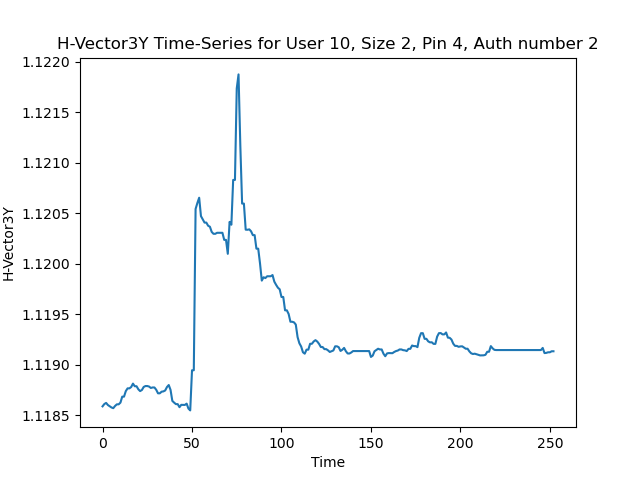 H-Vector3Y Time-Series for User 10, Size 2, Pin 4, Auth number 2
1.1220
1.1215
1.1210
1.1205
1.1200
1.1195
1.1190
1.1185
H-Vector3Y
0 50 100 150 200 250
Time